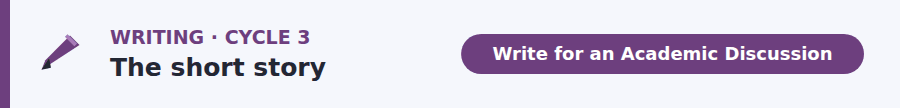 WRITING · CYCLE 3
The short story
Write for an Academic Discussion